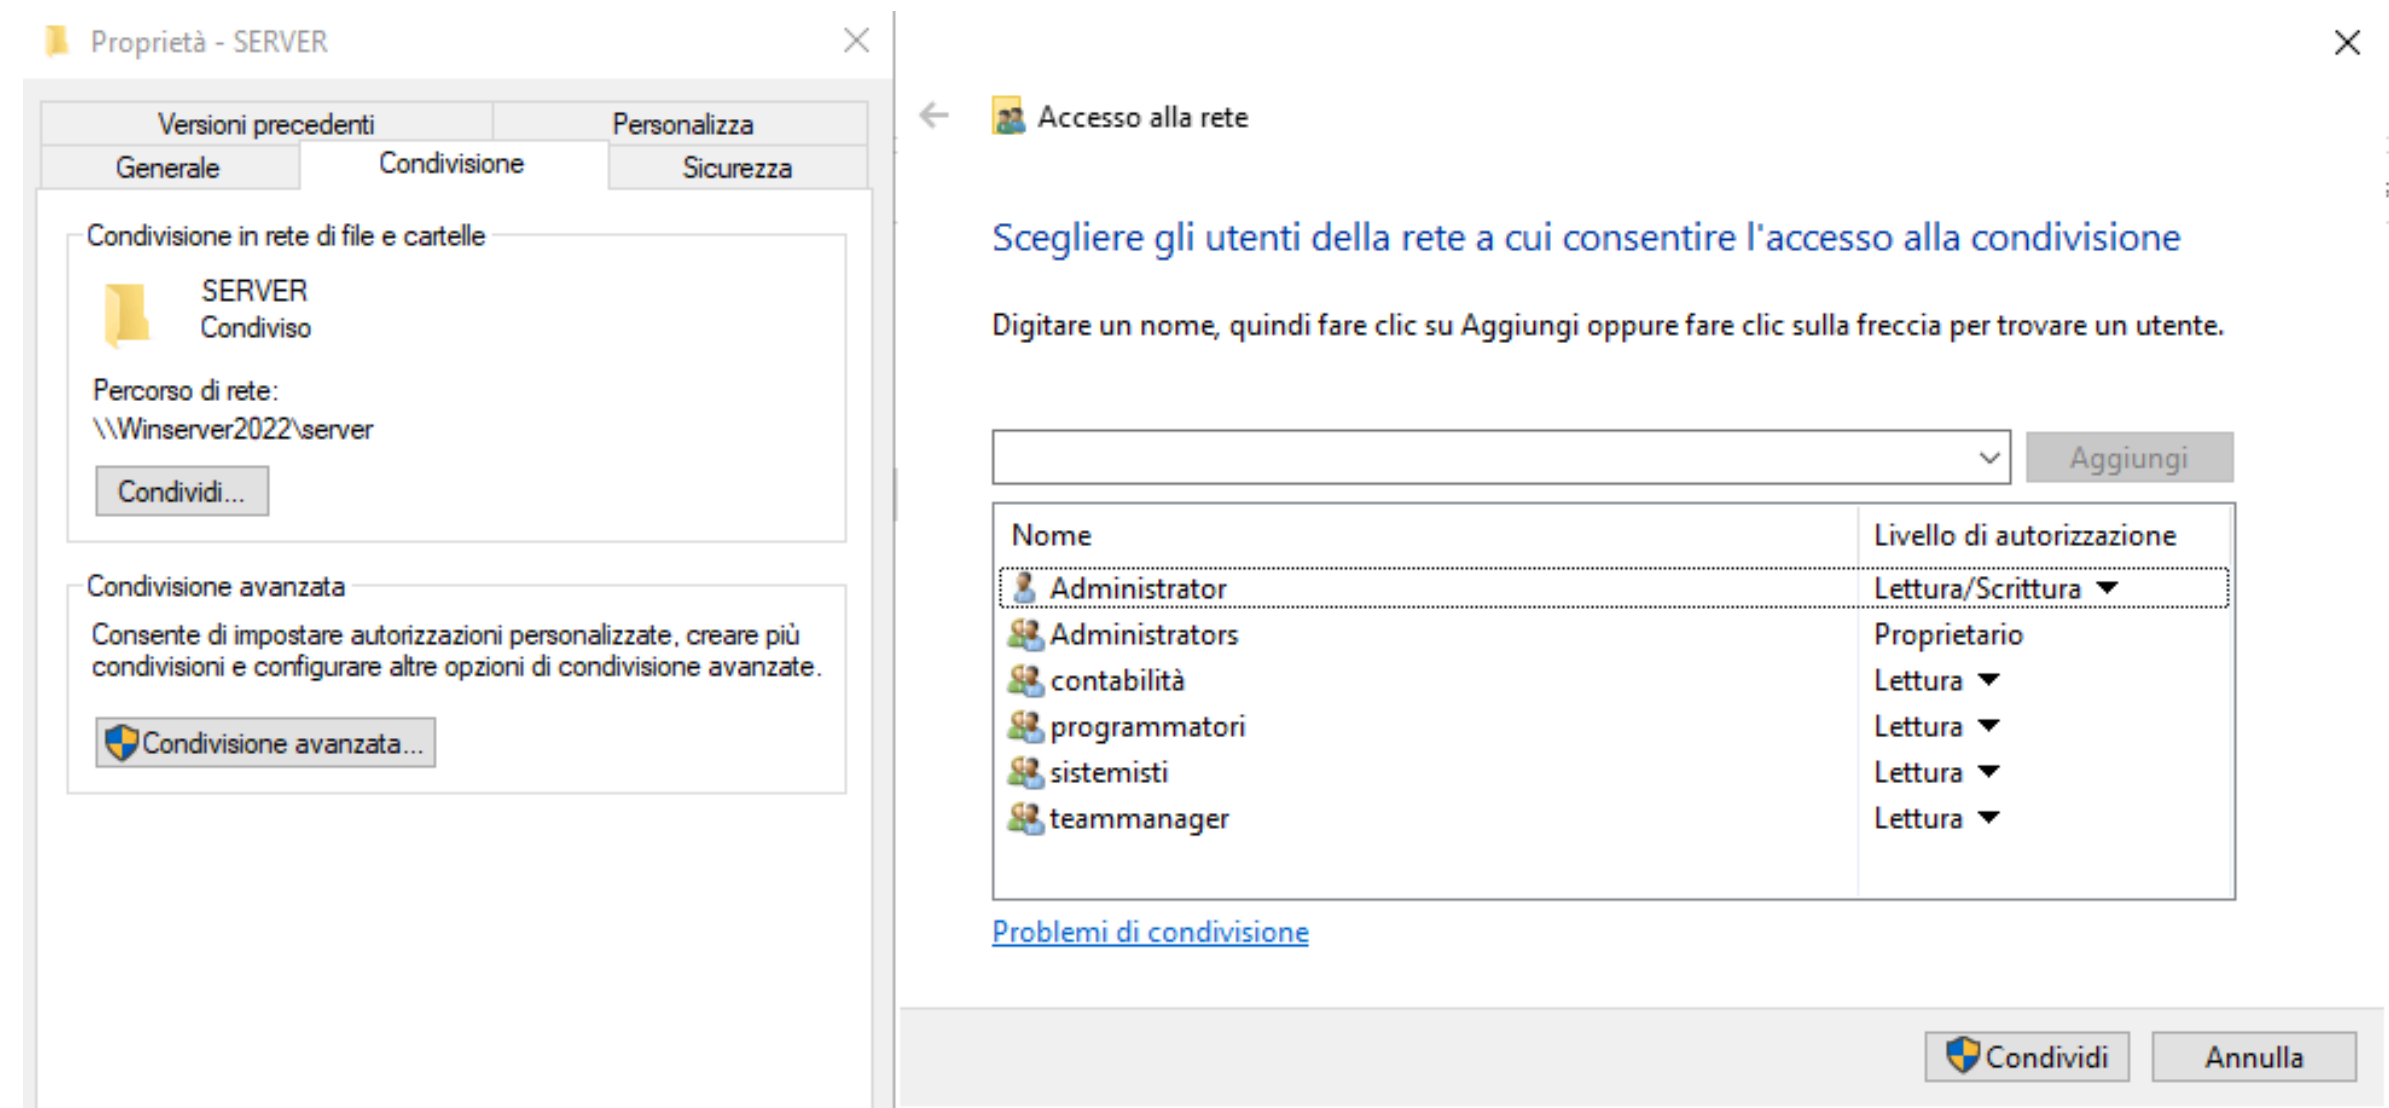 Proprietà - SERVER
Versioni precedenti
Personalizza
Generale
Condivisione
Sicurezza
Condivisione in rete di file e cartelle
SERVER
Condiviso
Percorso di rete:
\\Winserver2022\server
Condividi...
Condivisione avanzata
Consente di impostare autorizzazioni personalizzate, creare più
condivisioni e configurare altre opzioni di condivisione avanzate.
Condivisione avanzata...
Accesso alla rete
Scegliere gli utenti della rete a cui consentire l'accesso alla condivisione
Digitare un nome, quindi fare clic su Aggiungi oppure fare clic sulla freccia per trovare un utente.
Aggiungi
Nome Livello di autorizzazione
Administrator Lettura/Scrittura
Administrators Proprietario
contabilità Lettura
programmatori Lettura
sistemisti Lettura
teammanager Lettura
Problemi di condivisione
Condividi Annulla